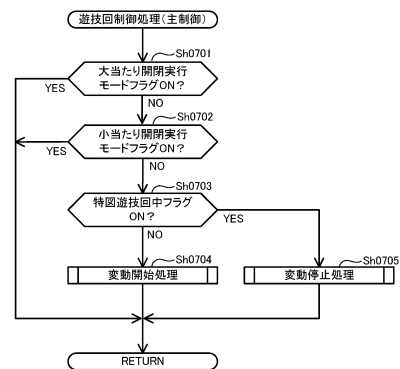 遊技回制御処理(主制御)
Sh0701
大当たり開閉実行
モードフラグON?
YES
NO
Sh0702
小当たり開閉実行
モードフラグON?
YES
NO
Sh0703
特図遊技回中フラグ
ON?
YES
NO
Sh0704
変動開始処理
Sh0705
変動停止処理
RETURN